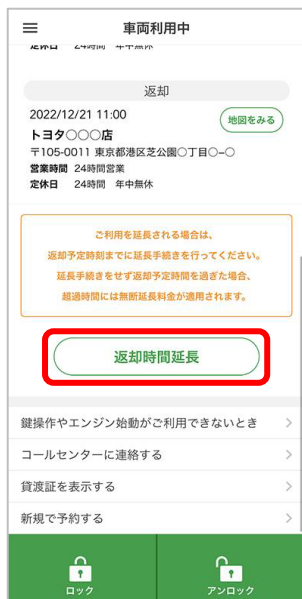 車両利用中
定休日 24時間 年中無休
返却
2022/12/21 11:00
地図をみる
トヨタ〇〇〇店
〒105-0011 東京都港区芝公園〇丁目〇-〇
営業時間 24時間営業
定休日 24時間 年中無休
ご利用を延長される場合は、
返却予定時刻までに延長手続きを行ってください。
延長手続きをせず返却予定時間を過ぎた場合、
超過時間には無断延長料金が適用されます。
返却時間延長
鍵操作やエンジン始動がご利用できないとき
コールセンターに連絡する
貸渡証を表示する
新規で予約する
ロック
アンロック